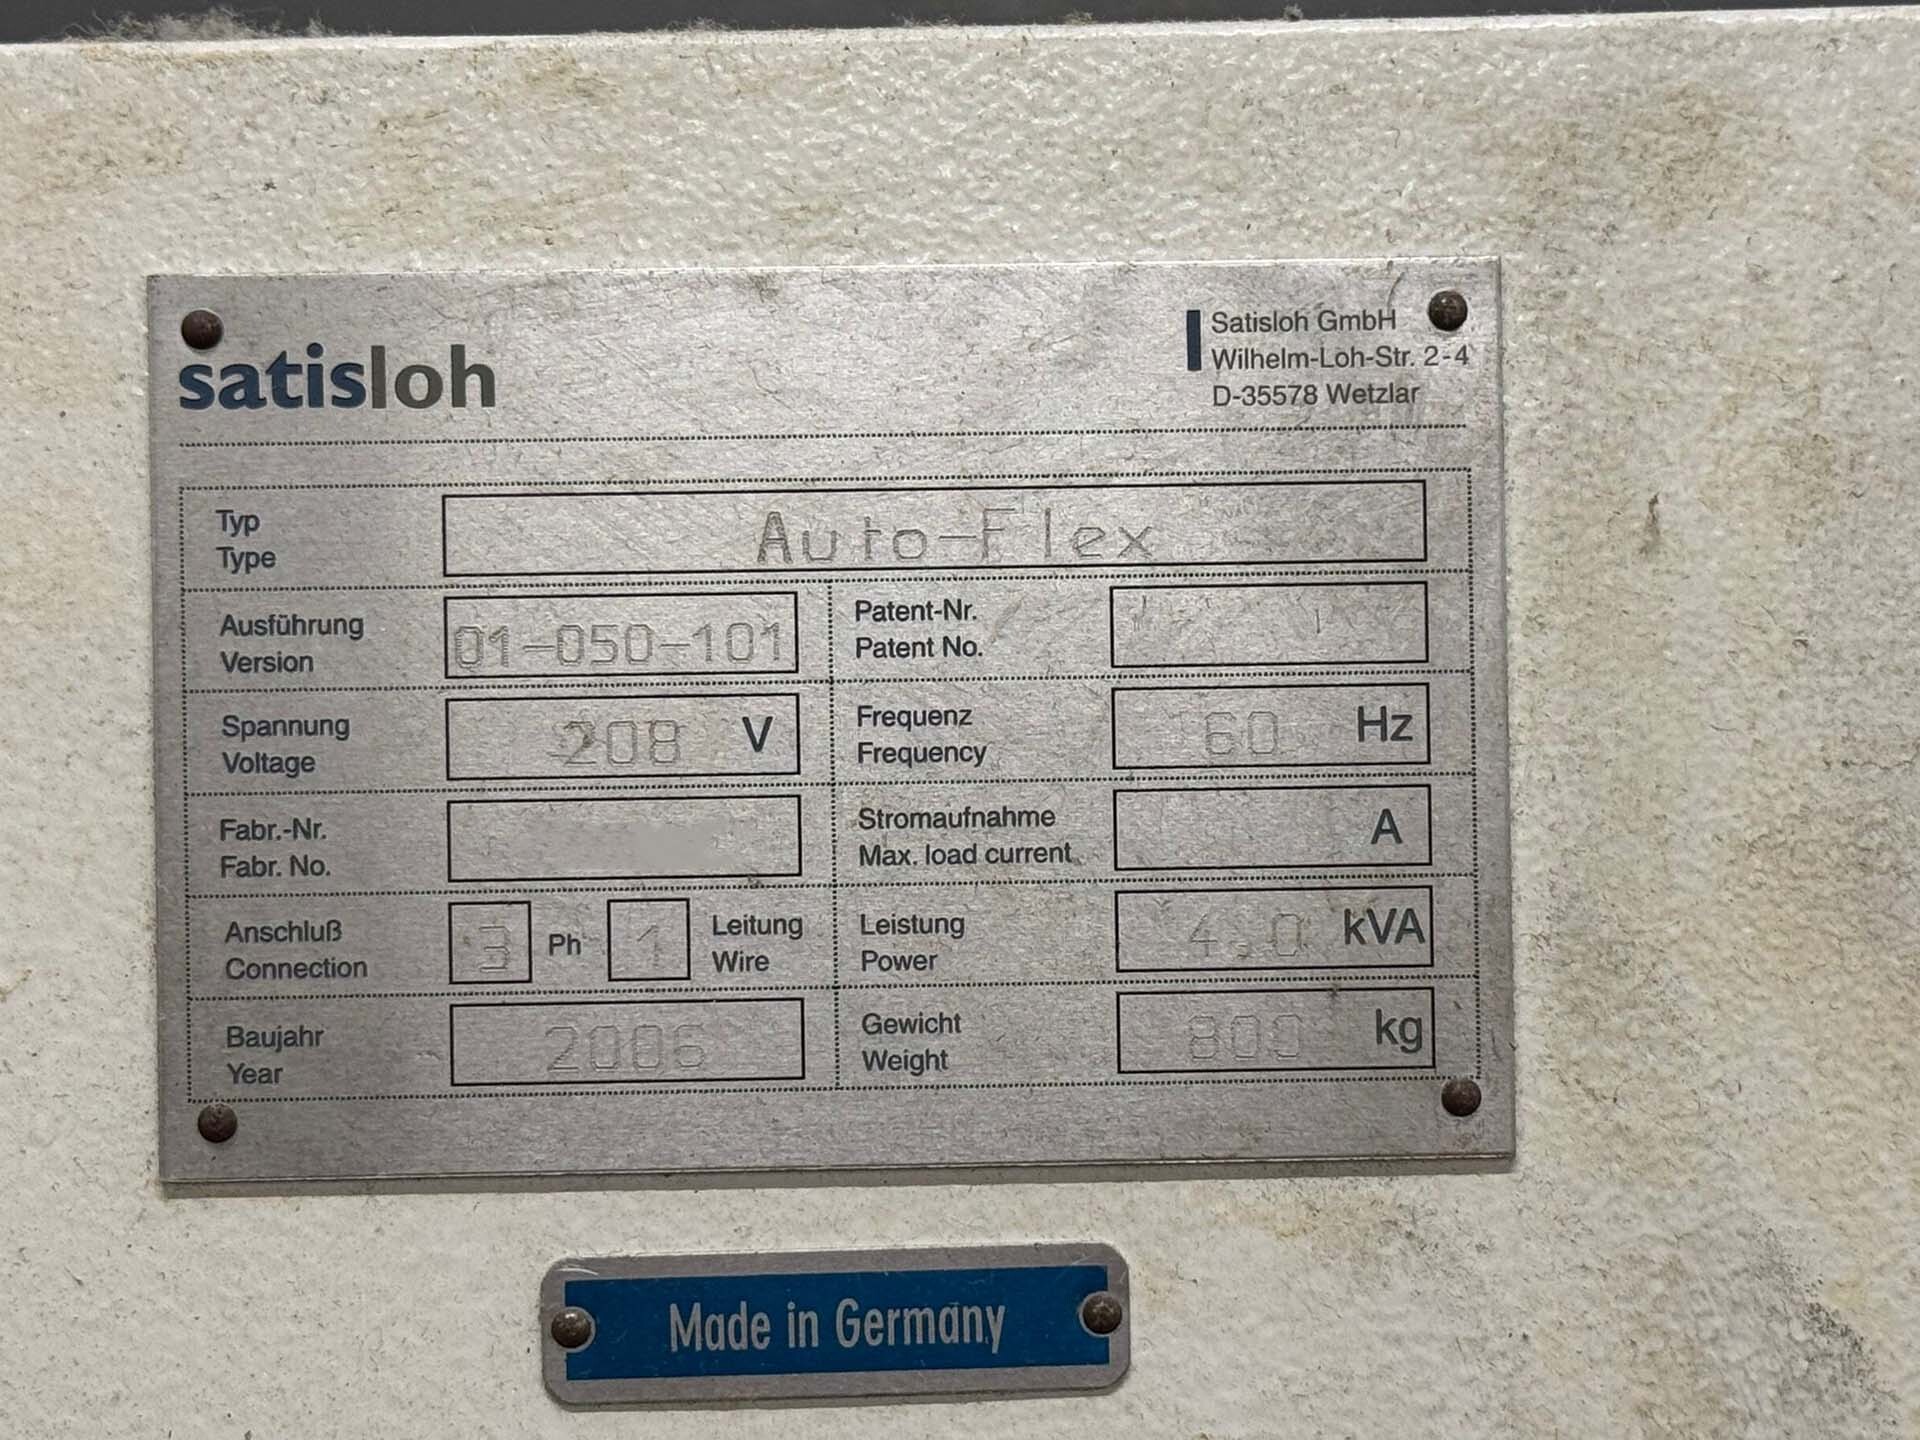 satisloh
Satisloh GmbH
Wilhelm-Loh-Str. 2-4
D-35578 Wetzlar
Typ
Type
Auto-Flex
Ausführung
Version
01-050-101
Patent-Nr.
Patent No.
Spannung
Voltage
208 V
Frequenz
Frequency
60 Hz
Fabr.-Nr.
Fabr. No.
Stromaufnahme
Max. load current
A
Anschluß
Connection
3 Ph 1
Leitung
Wire
Leistung
Power
4.0 kVA
Baujahr
Year
2006
Gewicht
Weight
800 kg
Made in Germany